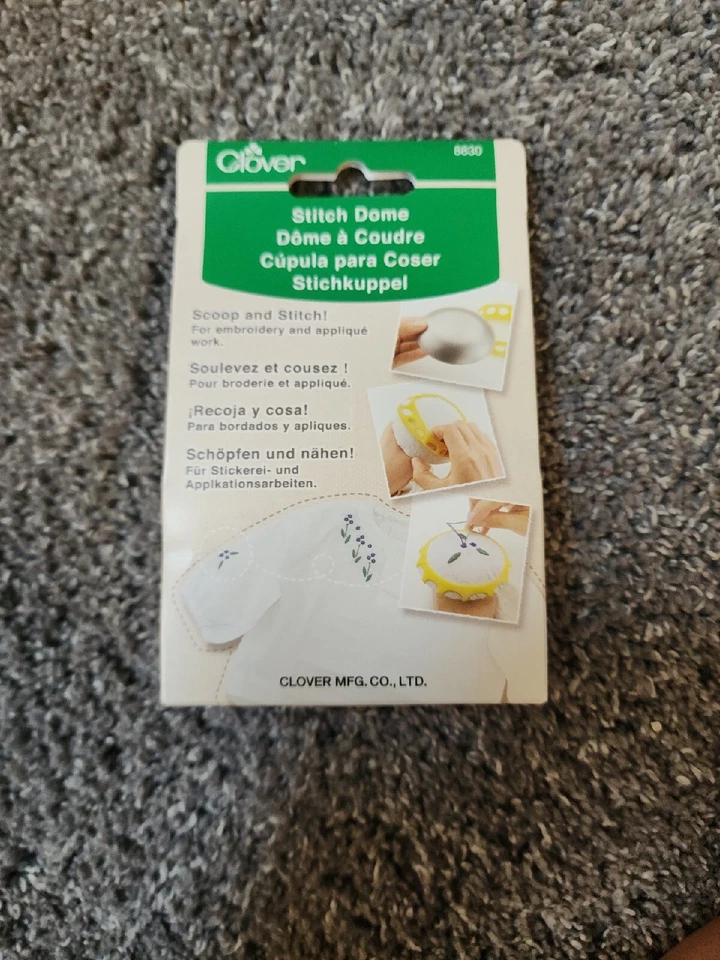 Clover
8830
Stitch Dome
Dôme à Coudre
Cúpula para Coser
Stichkuppel
Scoop and Stitch!
For embroidery and appliqué
work.
Soulevez et cousez !
Pour broderie et appliqué.
¡Recoja y cosa!
Para bordados y apliques.
Schöpfen und nähen!
Für Stickerei- und
Applkationsarbeiten.
CLOVER MFG. CO., LTD.